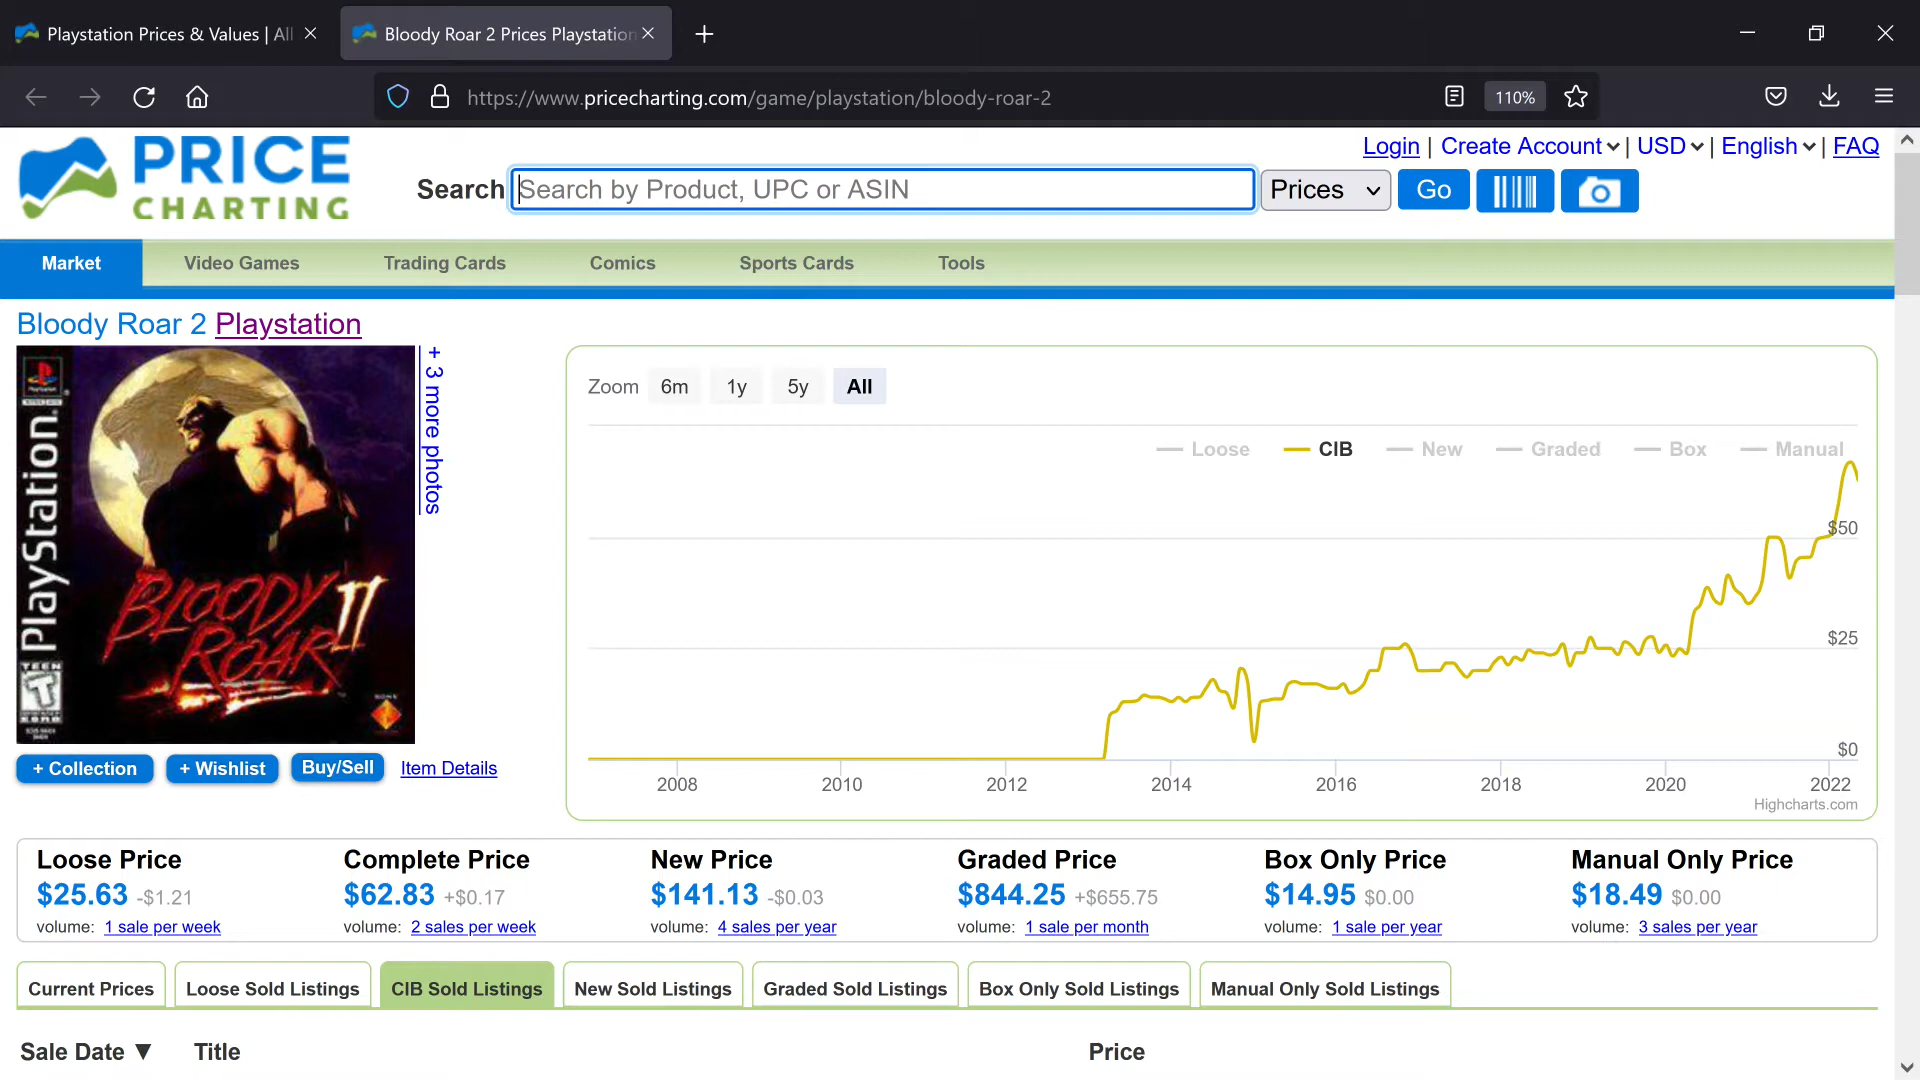 Playstation Prices & Values | All
Bloody Roar 2 Prices Playstation
https://www.pricecharting.com/game/playstation/bloody-roar-2
110%
PRICE
CHARTING
Login | Create Account | USD | English | FAQ
Search
Search by Product, UPC or ASIN
Prices
Go
Market
Video Games
Trading Cards
Comics
Sports Cards
Tools
Bloody Roar 2 Playstation
PlayStation
TEEN
T
BLOODY
ROAR II
+ 3 more photos
+ Collection
+ Wishlist
Buy/Sell
Item Details
Zoom 6m 1y 5y All
Loose CIB New Graded Box Manual
$50
$25
$0
2008 2010 2012 2014 2016 2018 2020 2022
Highcharts.com
Loose Price
$25.63 -$1.21
volume: 1 sale per week
Complete Price
$62.83 +$0.17
volume: 2 sales per week
New Price
$141.13 -$0.03
volume: 4 sales per year
Graded Price
$844.25 +$655.75
volume: 1 sale per month
Box Only Price
$14.95 $0.00
volume: 1 sale per year
Manual Only Price
$18.49 $0.00
volume: 3 sales per year
Current Prices
Loose Sold Listings
CIB Sold Listings
New Sold Listings
Graded Sold Listings
Box Only Sold Listings
Manual Only Sold Listings
Sale Date ▼ Title Price